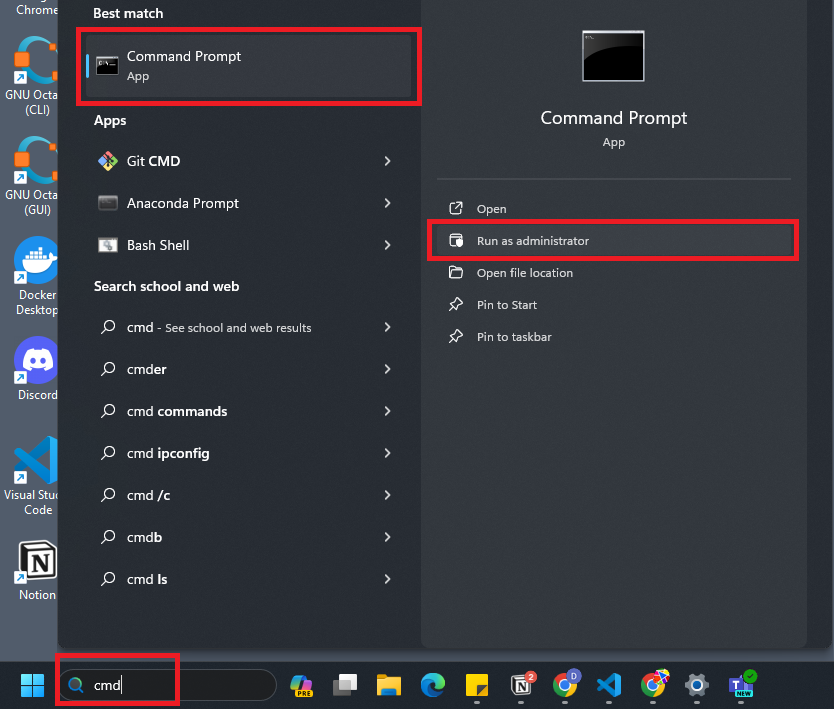 Chrome
GNU Octa
(CLI)
GNU Octa
(GUI)
Docker
Desktop
Discord
Visual Stud
Code
Notion
Best match
Command Prompt
App
Apps
Git CMD
Anaconda Prompt
Bash Shell
Search school and web
cmd - See school and web results
cmder
cmd commands
cmd ipconfig
cmd /c
cmdb
cmd ls
Command Prompt
App
Open
Run as administrator
Open file location
Pin to Start
Pin to taskbar
cmd
PRE
2
D
NEW